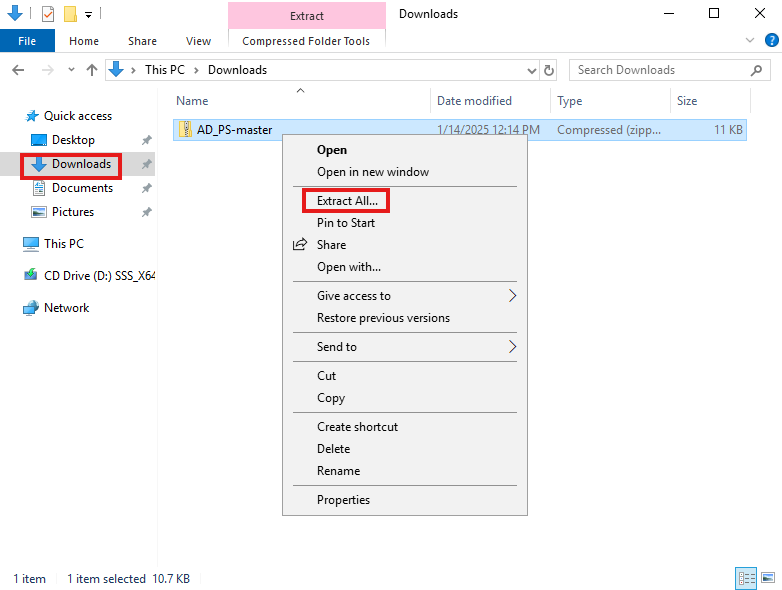 Extract
Downloads
File
Home
Share
View
Compressed Folder Tools
This PC
Downloads
Search Downloads
Name
Date modified
Type
Size
Quick access
AD_PS-master
1/14/2025 12:14 PM
Compressed (zipp...
11 KB
Desktop
Downloads
Documents
Pictures
This PC
CD Drive (D:) SSS_X64
Network
Open
Open in new window
Extract All...
Pin to Start
Share
Open with...
Give access to
Restore previous versions
Send to
Cut
Copy
Create shortcut
Delete
Rename
Properties
1 item
1 item selected 10.7 KB